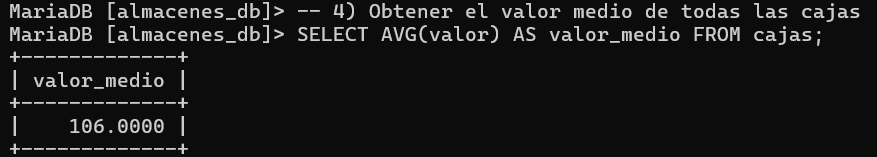 MariaDB [almacenes_db]> -- 4) Obtener el valor medio de todas las cajas
MariaDB [almacenes_db]> SELECT AVG(valor) AS valor_medio FROM cajas;
+-------------+
| valor_medio |
+-------------+
|    106.0000 |
+-------------+